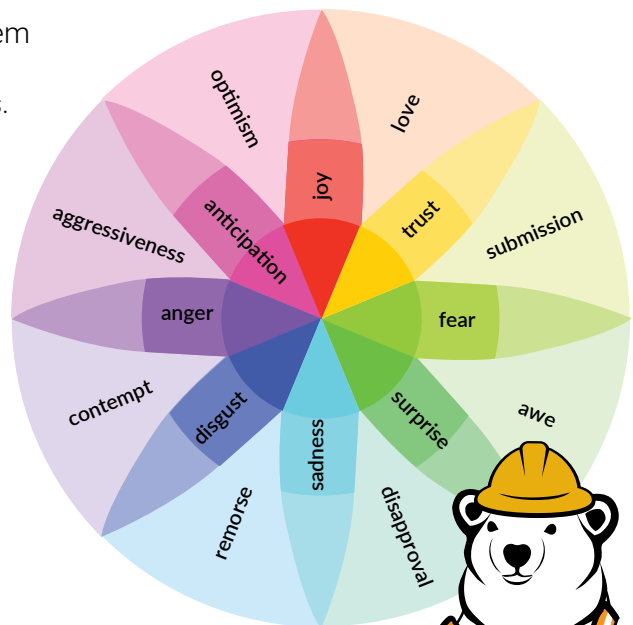 em
s.
optimism
love
joy
trust
anticipation
aggressiveness
submission
anger
fear
contempt
disgust
sadness
surprise
awe
remorse
disapproval